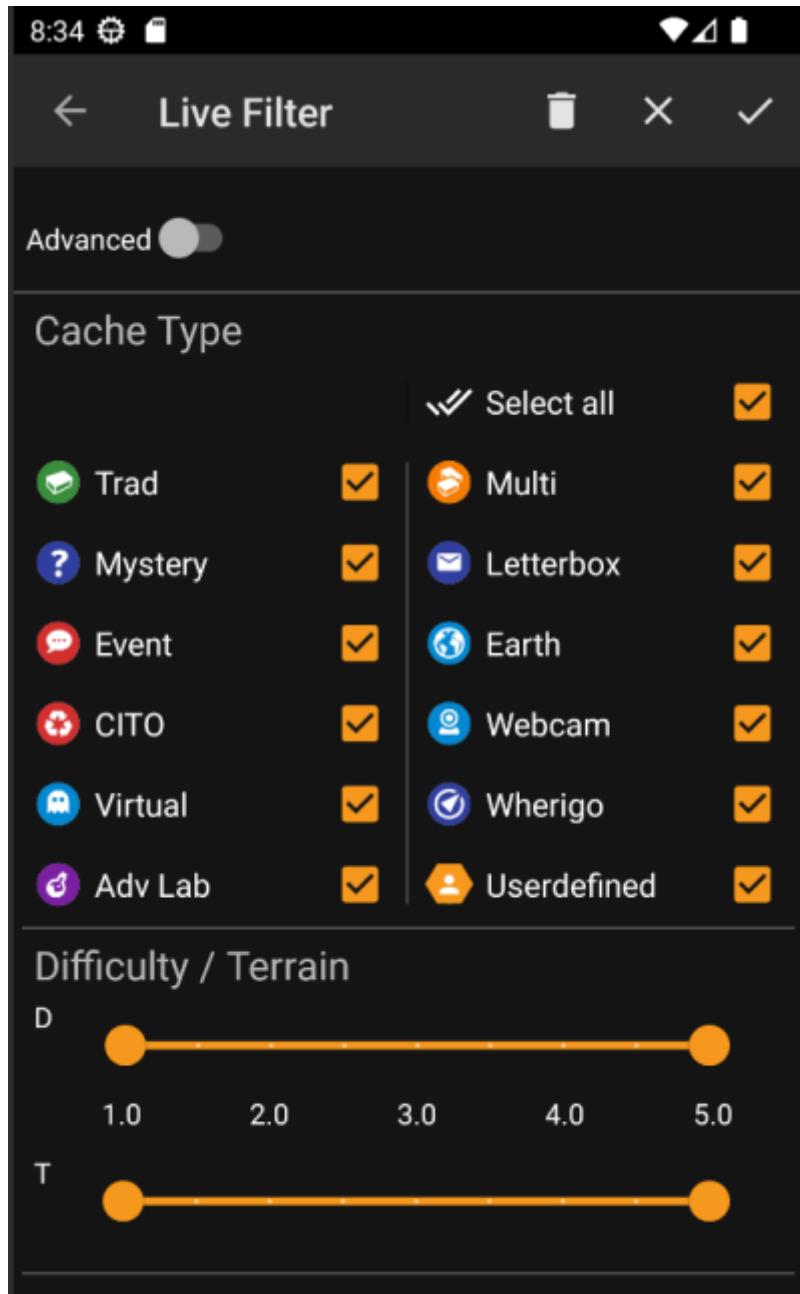 8:34
Live Filter
Advanced
Cache Type
Select all
Trad Multi
Mystery Letterbox
Event Earth
CITO Webcam
Virtual Wherigo
Adv Lab Userdefined
Difficulty / Terrain
D
1.0 2.0 3.0 4.0 5.0
T